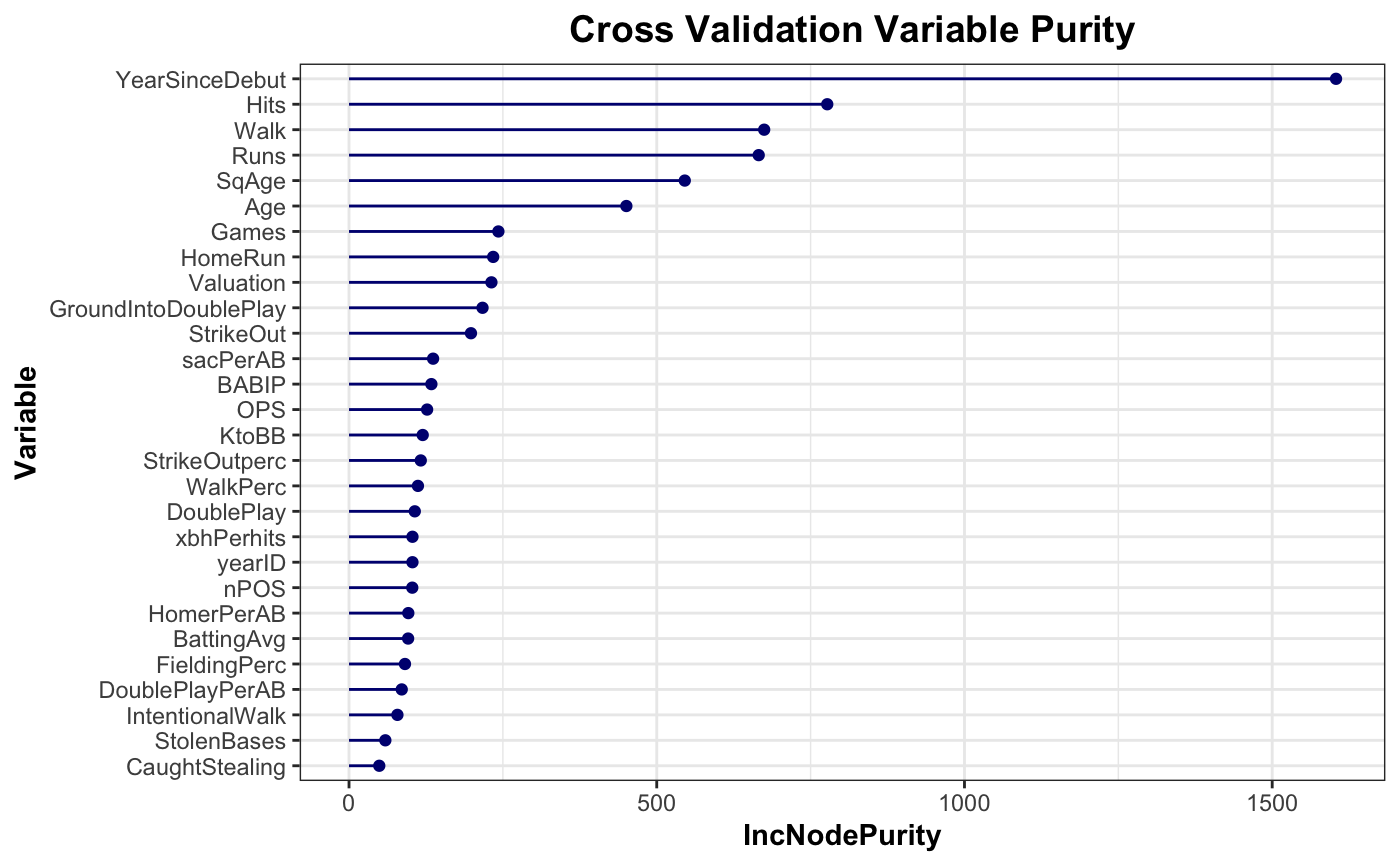 Cross Validation Variable Purity
YearSinceDebut
Hits
Walk
Runs
SqAge
Age
Games
HomeRun
Valuation
GroundIntoDoublePlay
StrikeOut
sacPerAB
BABIP
OPS
KtoBB
StrikeOutperc
WalkPerc
DoublePlay
xbhPerhits
yearID
nPOS
HomerPerAB
BattingAvg
FieldingPerc
DoublePlayPerAB
IntentionalWalk
StolenBases
CaughtStealing
Variable
0 500 1000 1500
IncNodePurity